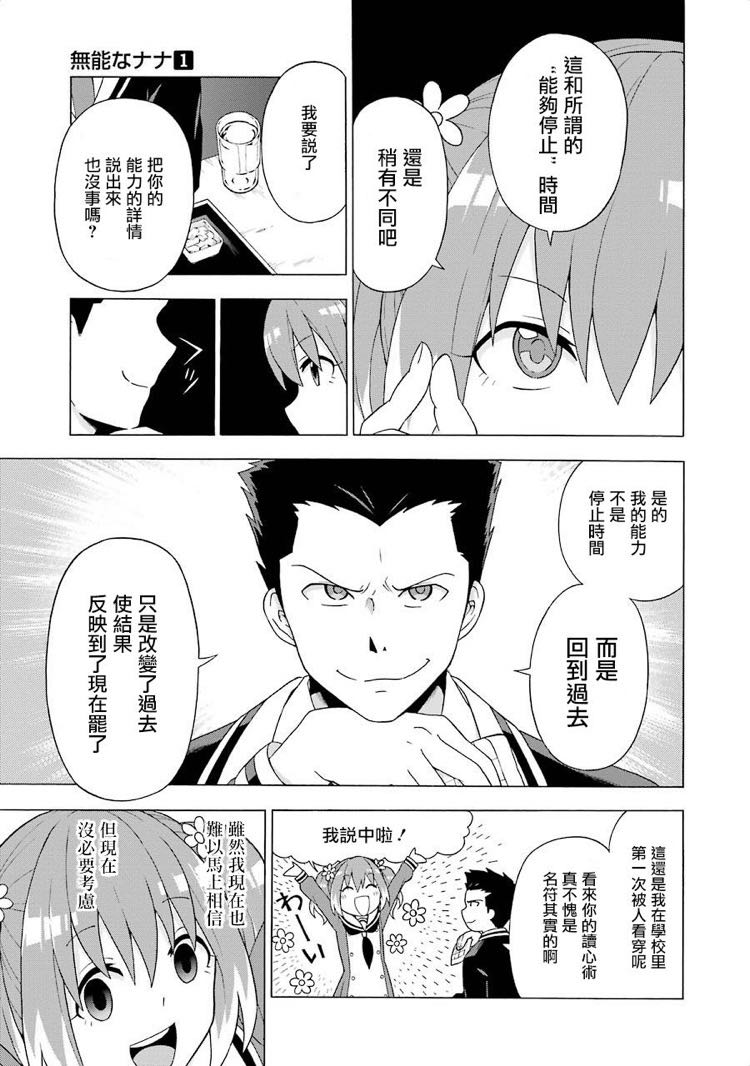 無能なナナ1
這和所謂的
"能夠停止"時間
還是
稍有不同吧
我要說了
把你的
能力的詳情
說出來
也沒事嗎?
是的
我的能力
不是
停止時間
而是
回到過去
只是改變了過去
使結果
反映到了現在罷了
這還是我在學校里
第一次被人看穿呢
看來你的讀心術
真不愧是
名符其實的啊
我說中啦!
わーい
雖然我現在也
難以馬上相信
但現在
沒必要考慮